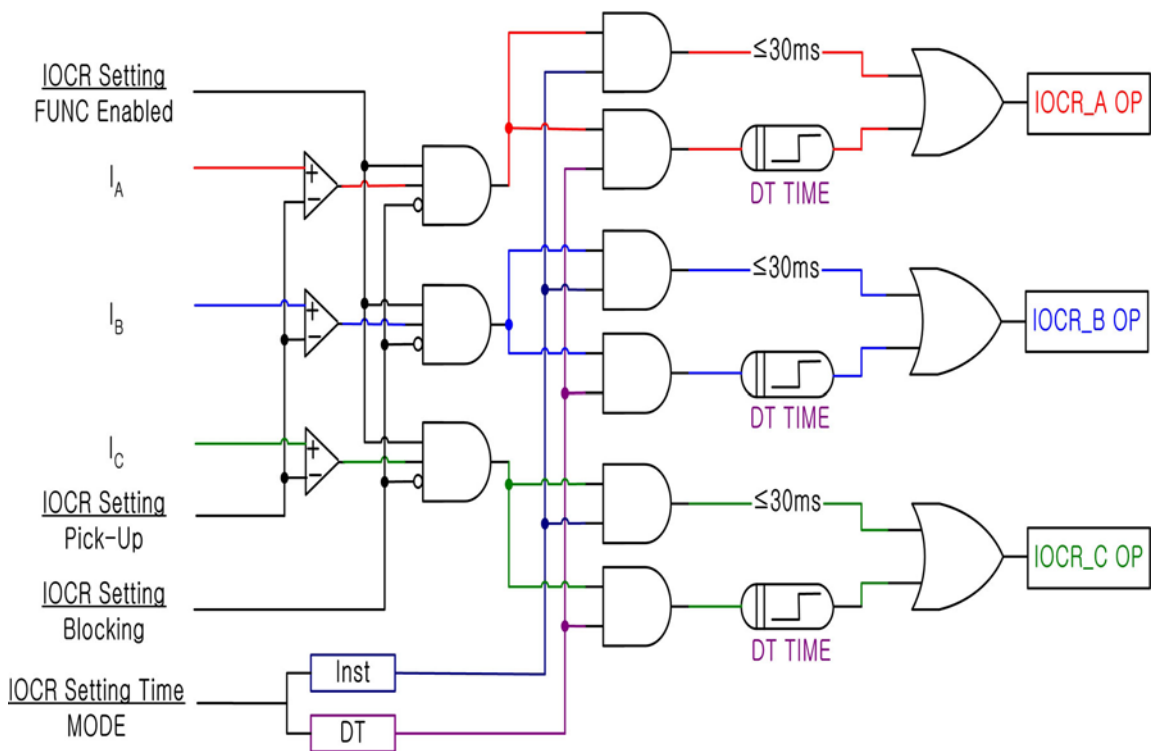 IOCR Setting
FUNC Enabled
I_A
I_B
I_C
IOCR Setting
Pick-Up
IOCR Setting
Blocking
IOCR Setting Time
MODE
Inst
DT
+
−
+
−
+
−
≤30ms
DT TIME
≤30ms
DT TIME
≤30ms
DT TIME
IOCR_A OP
IOCR_B OP
IOCR_C OP